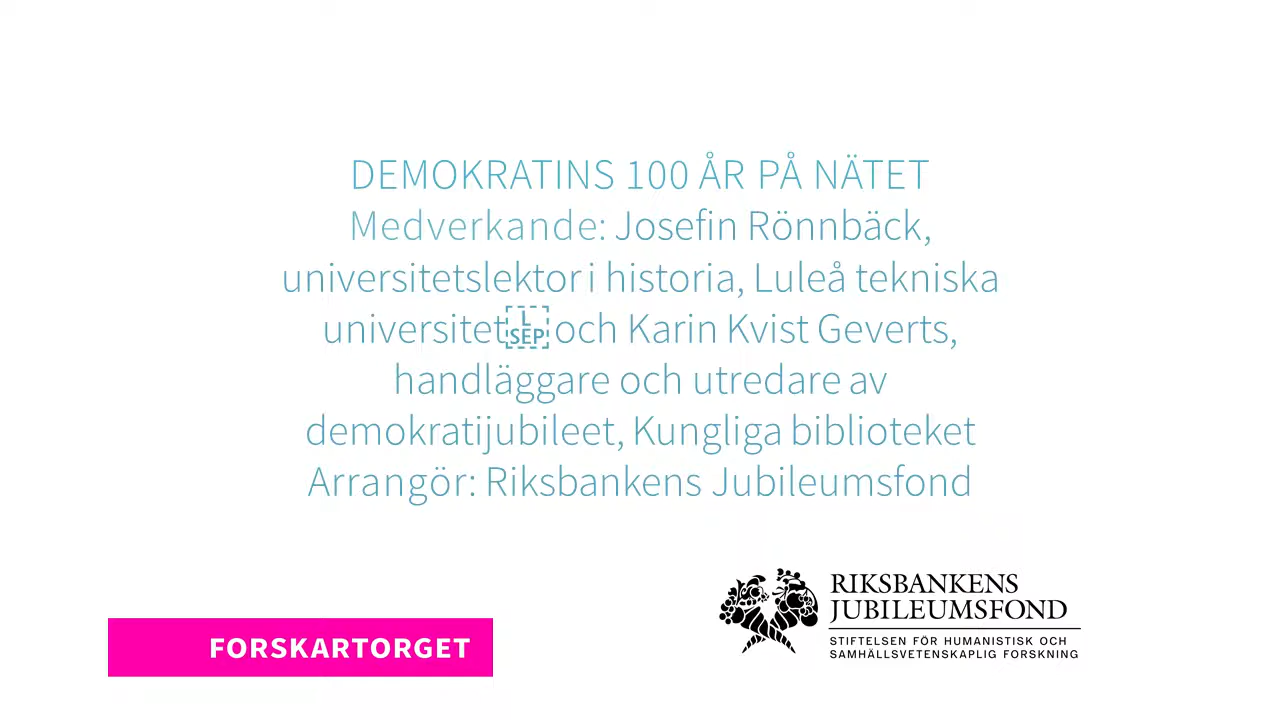 DEMOKRATINS 100 ÅR PÅ NÄTET
Medverkande: Josefin Rönnbäck,
universitetslektor i historia, Luleå tekniska
universitet LSEP och Karin Kvist Geverts,
handläggare och utredare av
demokratijubileet, Kungliga biblioteket
Arrangör: Riksbankens Jubileumsfond
RIKSBANKENS
JUBILEUMSFOND
STIFTELSEN FÖR HUMANISTISK OCH
SAMHÄLLSVETENSKAPLIG FORSKNING
FORSKARTORGET